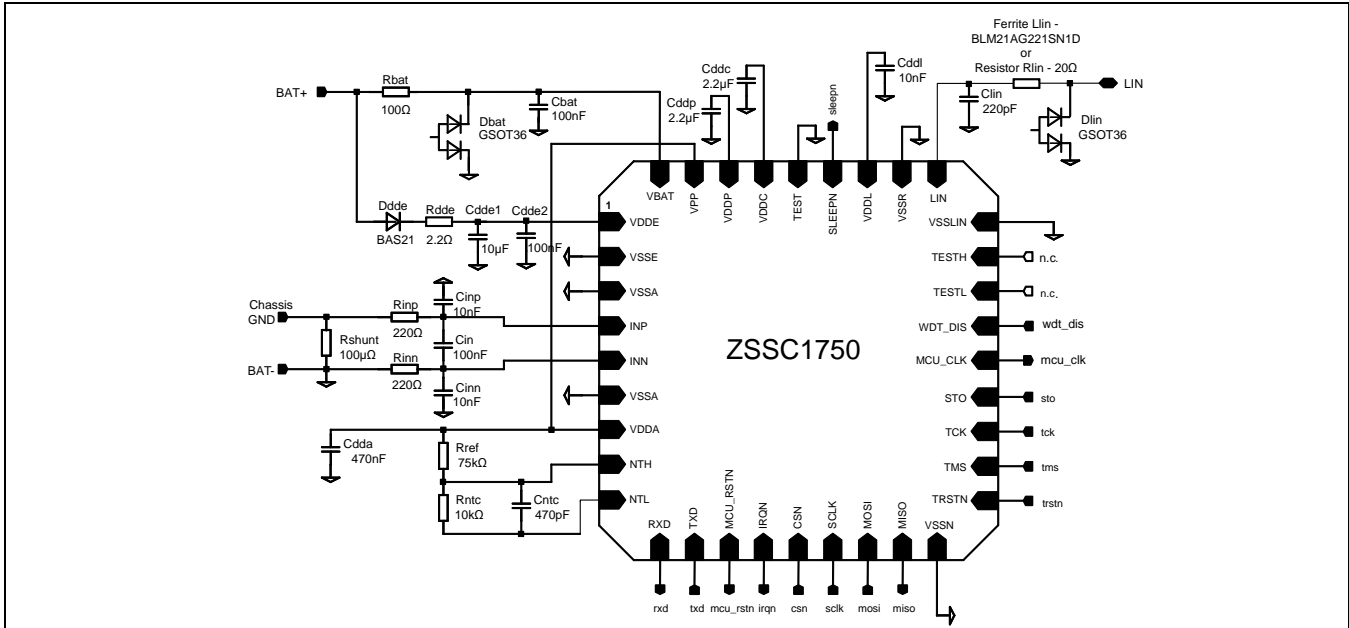 Ferrite Llin -
BLM21AG221SN1D
or
Resistor Rlin - 20Ω
BAT+
Rbat
100Ω
Dbat
GSOT36
Cbat
100nF
Cddp
2.2µF
Cddc
2.2µF
sleepn
Cddl
10nF
Clin
220pF
LIN
Dlin
GSOT36
VBAT
VPP
VDDP
VDDC
TEST
SLEEPN
VDDL
VSSR
LIN
Ddde
BAS21
Rdde
2.2Ω
Cdde1
10µF
Cdde2
100nF
1
VDDE
VSSE
VSSA
INP
INN
VSSA
VDDA
NTH
NTL
Chassis
GND
Rshunt
100µΩ
BAT-
Rinp
220Ω
Rinn
220Ω
Cinp
10nF
Cin
100nF
Cinn
10nF
Cdda
470nF
Rref
75kΩ
Rntc
10kΩ
Cntc
470pF
ZSSC1750
VSSLIN
TESTH
n.c.
TESTL
n.c.
WDT_DIS
wdt_dis
MCU_CLK
mcu_clk
STO
sto
TCK
tck
TMS
tms
TRSTN
trstn
RXD
TXD
MCU_RSTN
IRQN
CSN
SCLK
MOSI
MISO
VSSN
rxd
txd
mcu_rstn
irqn
csn
sclk
mosi
miso